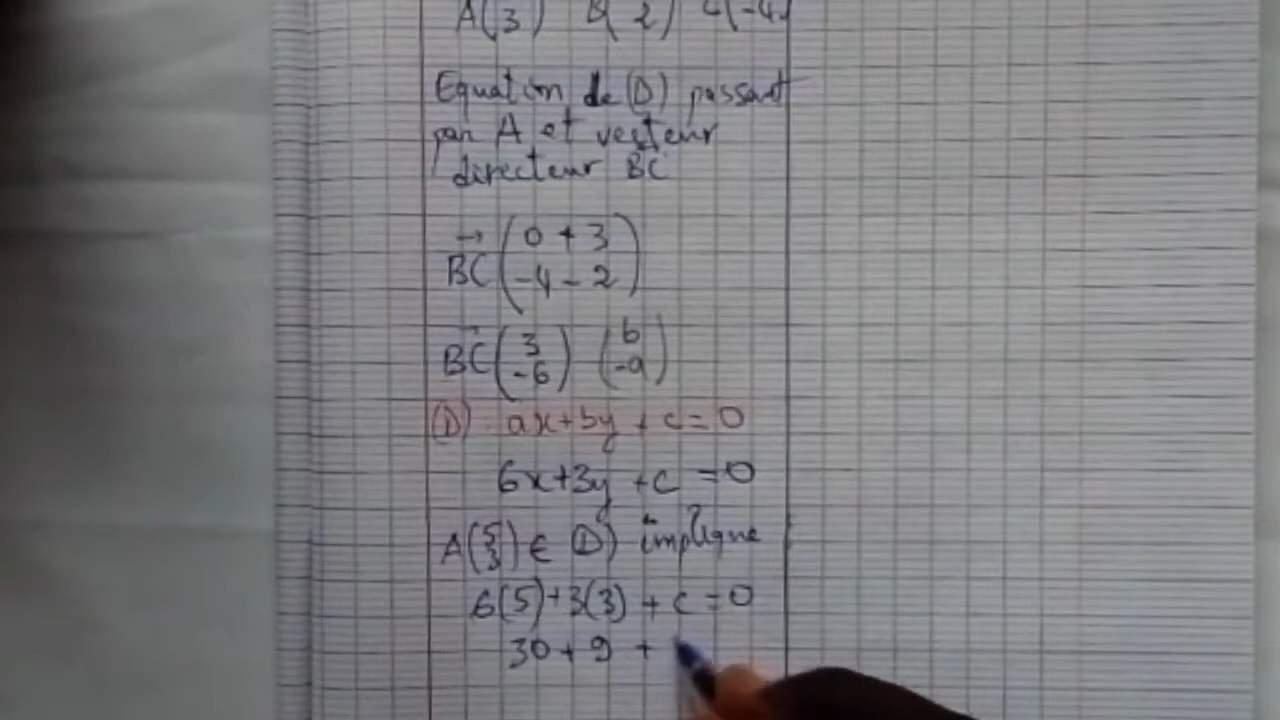 A(3) B(2) C(-4)
Equation de (D) passant
par A et vecteur
directeur BC
BC (0 + 3
-4 - 2)
BC (3 -6) (b -a)
(D) ax+by + c = 0
6x+3y + c = 0
A(5 3) ∈ (D) implique
6(5)+3(3) + c = 0
30 + 9 +